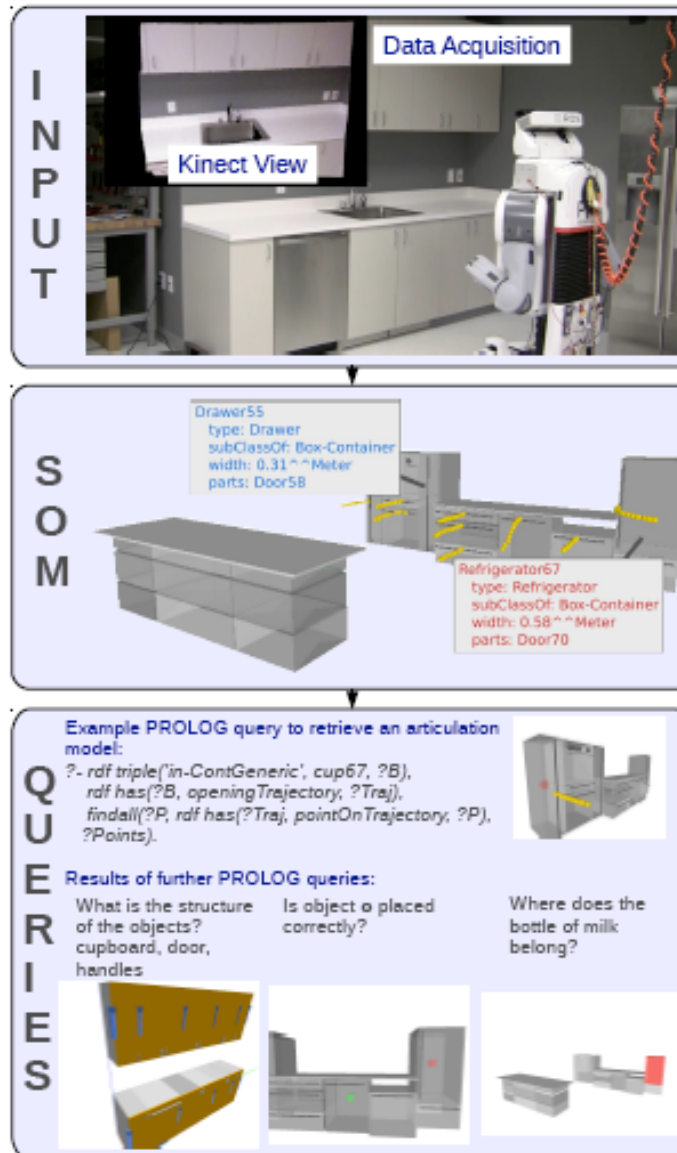 INPUT
Data Acquisition
Kinect View
SOM
Drawer55
type: Drawer
subClassOf: Box-Container
width: 0.31^^Meter
parts: Door58
Refrigerator67
type: Refrigerator
subClassOf: Box-Container
width: 0.58^^Meter
parts: Door70
QUERIES
Example PROLOG query to retrieve an articulation
model:
?- rdf triple('in-ContGeneric', cup67, ?B),
rdf has(?B, openingTrajectory, ?Traj),
findall(?P, rdf has(?Traj, pointOnTrajectory, ?P),
?Points).
Results of further PROLOG queries:
What is the structure
of the objects?
cupboard, door,
handles
Is object o placed
correctly?
Where does the
bottle of milk
belong?